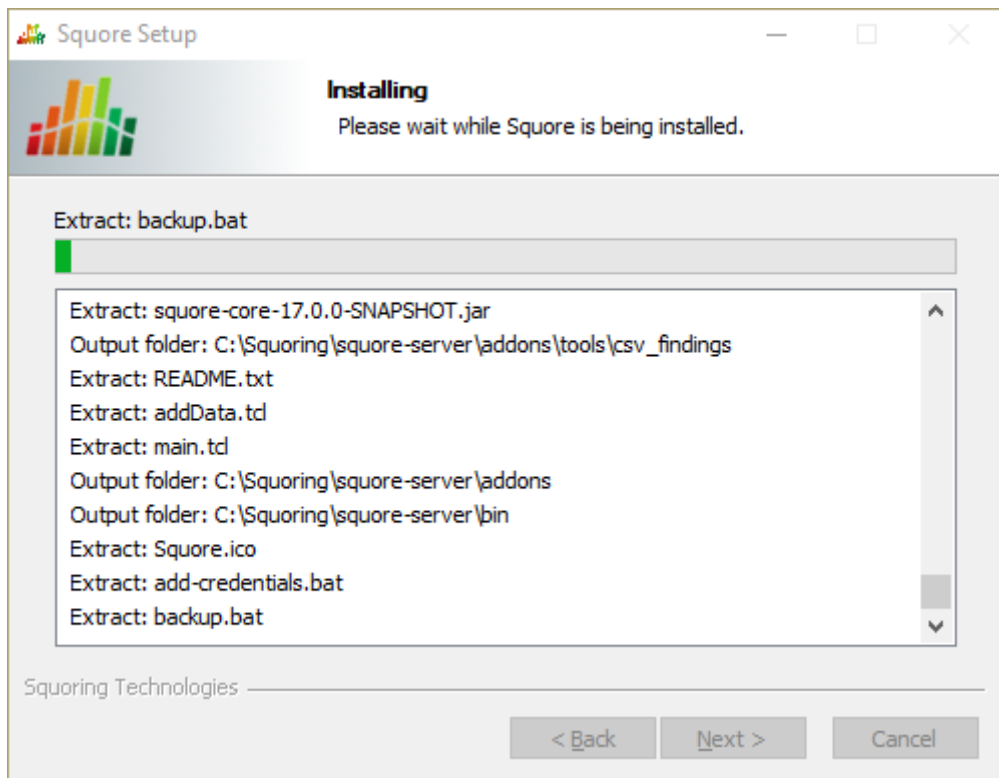 Squore Setup
Installing
Please wait while Squore is being installed.
Extract: backup.bat
Extract: squore-core-17.0.0-SNAPSHOT.jar
Output folder: C:\Squoring\squore-server\addons\tools\csv_findings
Extract: README.txt
Extract: addData.tcl
Extract: main.tcl
Output folder: C:\Squoring\squore-server\addons
Output folder: C:\Squoring\squore-server\bin
Extract: Squore.ico
Extract: add-credentials.bat
Extract: backup.bat
Squoring Technologies
< Back Next > Cancel